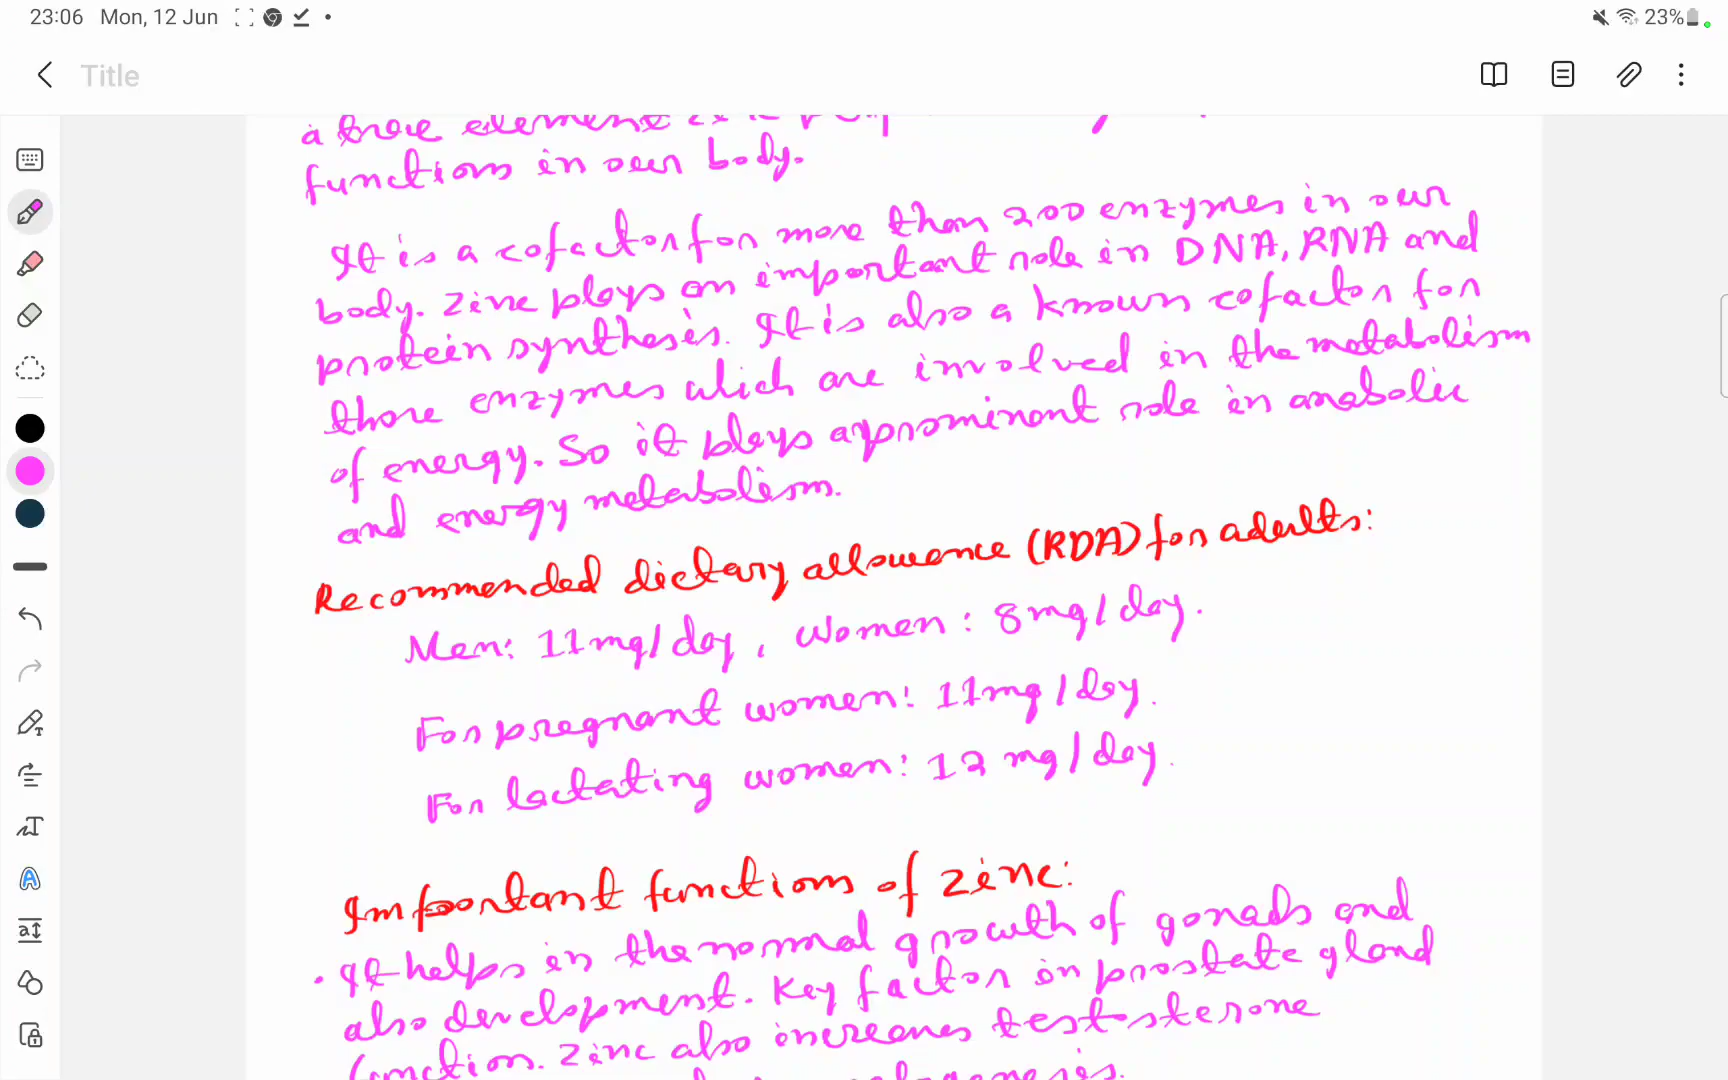 23:06 Mon, 12 Jun 23%
Title
a trace element
functions in our body.
It is a cofactor for more than 200 enzymes in our
body. Zinc plays an important role in DNA, RNA and
protein synthesis. It is also a known cofactor for
those enzymes which are involved in the metabolism
of energy. So it plays a prominent role in anabolic
and energy metabolism.
Recommended dietary allowance (RDA) for adults:
Men: 11mg/day, Women: 8mg/day.
For pregnant women: 11mg/day.
For lactating women: 12 mg/day.
Important functions of zinc:
• It helps in the normal growth of gonads and
also development. Key factor in prostate gland
function. Zinc also increases testosterone